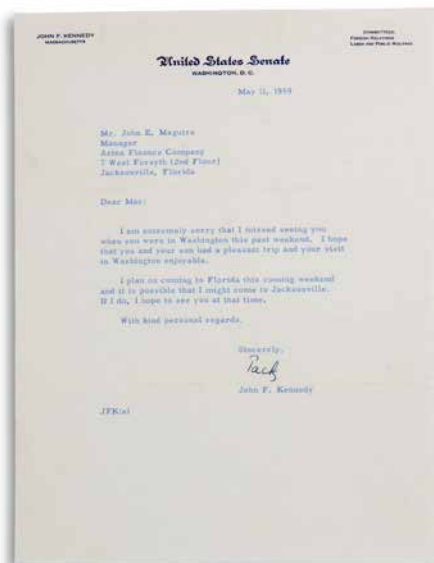 JOHN F. KENNEDY
MASSACHUSETTS
COMMITTEES:
FOREIGN RELATIONS
LABOR AND PUBLIC WELFARE
United States Senate
WASHINGTON, D. C.
May 11, 1959
Mr. John E. Maguire
Manager
Aetna Finance Company
7 West Forsyth (2nd Floor)
Jacksonville, Florida
Dear Mac:
I am extremely sorry that I missed seeing you
when you were in Washington this past weekend. I hope
that you and your son had a pleasant trip and your visit
in Washington enjoyable.
I plan on coming to Florida this coming weekend
and it is possible that I might come to Jacksonville.
If I do, I hope to see you at that time.
With kind personal regards,
Sincerely,
Jack
John F. Kennedy
JFK:el